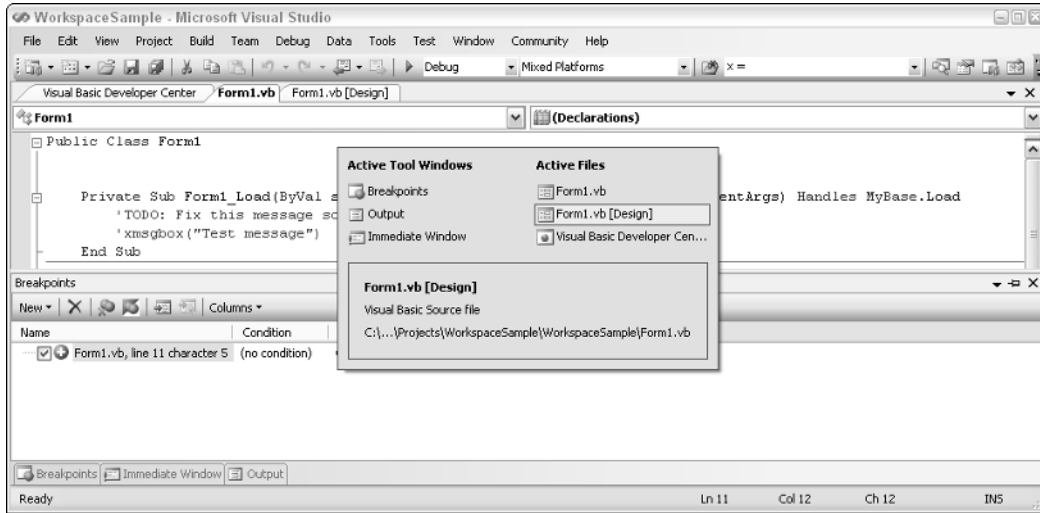 WorkspaceSample - Microsoft Visual Studio
File Edit View Project Build Team Debug Data Tools Test Window Community Help
Debug Mixed Platforms x =
Visual Basic Developer Center Form1.vb Form1.vb [Design]
Form1 (Declarations)
Public Class Form1
Private Sub Form1_Load(ByVal s entArgs) Handles MyBase.Load
'TODO: Fix this message sc
'xmsgbox("Test message")
End Sub
Active Tool Windows Active Files
Breakpoints Form1.vb
Output Form1.vb [Design]
Immediate Window Visual Basic Developer Cen...
Form1.vb [Design]
Visual Basic Source file
C:\...\Projects\WorkspaceSample\WorkspaceSample\Form1.vb
Breakpoints
New Columns
Name Condition
Form1.vb, line 11 character 5 (no condition)
Breakpoints Immediate Window Output
Ready Ln 11 Col 12 Ch 12 INS